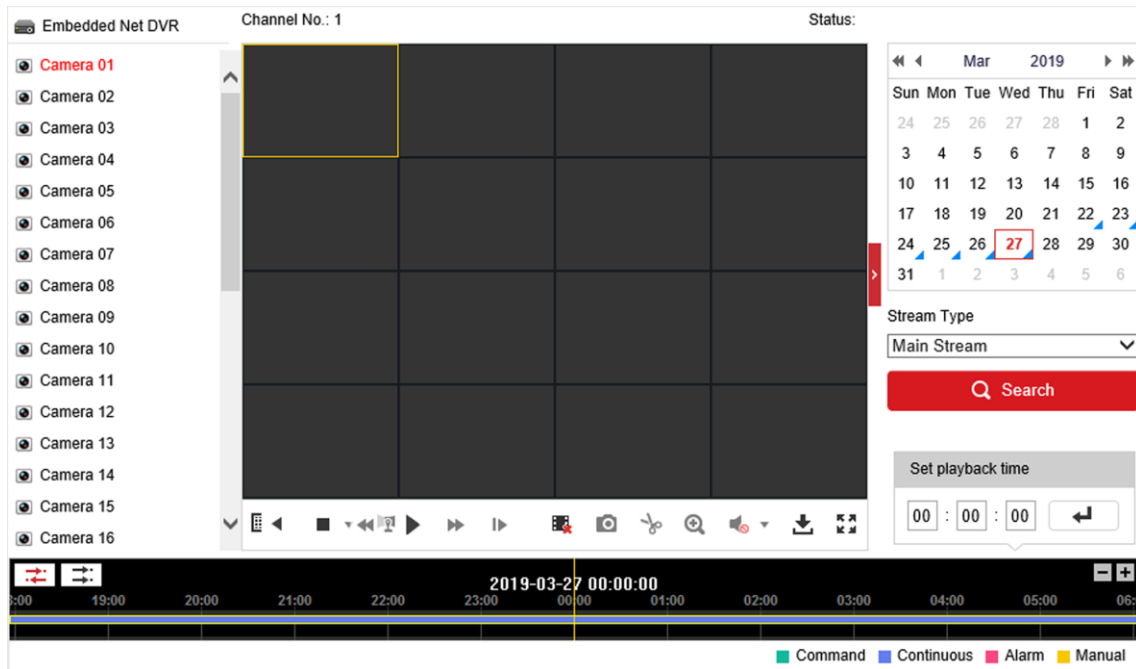 Embedded Net DVR
Channel No.: 1
Status:
Camera 01
Camera 02
Camera 03
Camera 04
Camera 05
Camera 06
Camera 07
Camera 08
Camera 09
Camera 10
Camera 11
Camera 12
Camera 13
Camera 14
Camera 15
Camera 16
Mar 2019
Sun Mon Tue Wed Thu Fri Sat
24 25 26 27 28 1 2
3 4 5 6 7 8 9
10 11 12 13 14 15 16
17 18 19 20 21 22 23
24 25 26 27 28 29 30
31 1 2 3 4 5 6
Stream Type
Main Stream
Search
Set playback time
00 : 00 : 00
2019-03-27 00:00:00
:00 19:00 20:00 21:00 22:00 23:00 00:00 01:00 02:00 03:00 04:00 05:00 06:
Command Continuous Alarm Manual